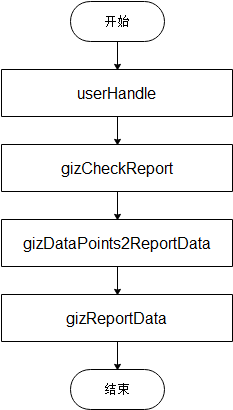 开始
userHandle
gizCheckReport
gizDataPoints2ReportData
gizReportData
结束